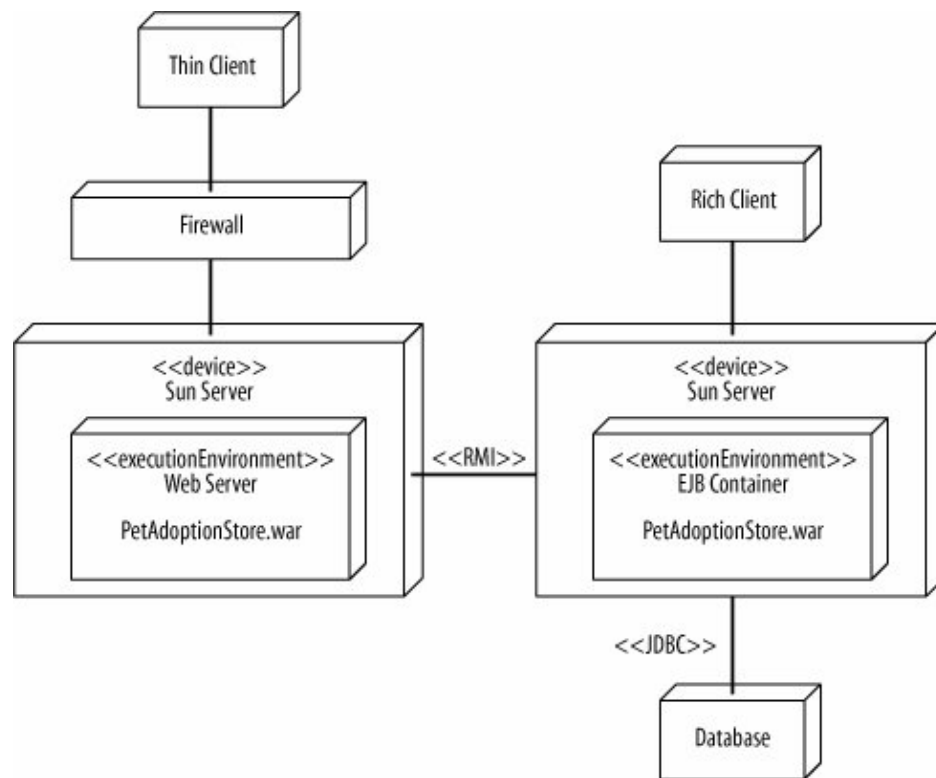 Thin Client
Firewall
Rich Client
<<device>>
Sun Server
<<executionEnvironment>>
Web Server
PetAdoptionStore.war
<<RMI>>
<<device>>
Sun Server
<<executionEnvironment>>
EJB Container
PetAdoptionStore.war
<<JDBC>>
Database